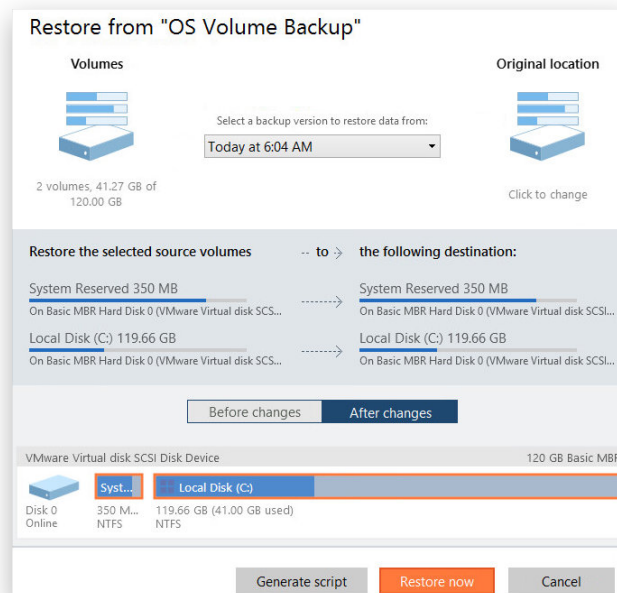 Restore from "OS Volume Backup"
Volumes
Original location
Select a backup version to restore data from:
Today at 6:04 AM
2 volumes, 41.27 GB of
120.00 GB
Click to change
Restore the selected source volumes -- to -> the following destination:
System Reserved 350 MB
On Basic MBR Hard Disk 0 (VMware Virtual disk SCS...
System Reserved 350 MB
On Basic MBR Hard Disk 0 (VMware Virtual disk SCSI...
Local Disk (C:) 119.66 GB
On Basic MBR Hard Disk 0 (VMware Virtual disk SCS...
Local Disk (C:) 119.66 GB
On Basic MBR Hard Disk 0 (VMware Virtual disk SCSI...
Before changes After changes
VMware Virtual disk SCSI Disk Device 120 GB Basic MBR
Syst... Local Disk (C:)
Disk 0
Online
350 M...
NTFS
119.66 GB (41.00 GB used)
NTFS
Generate script Restore now Cancel